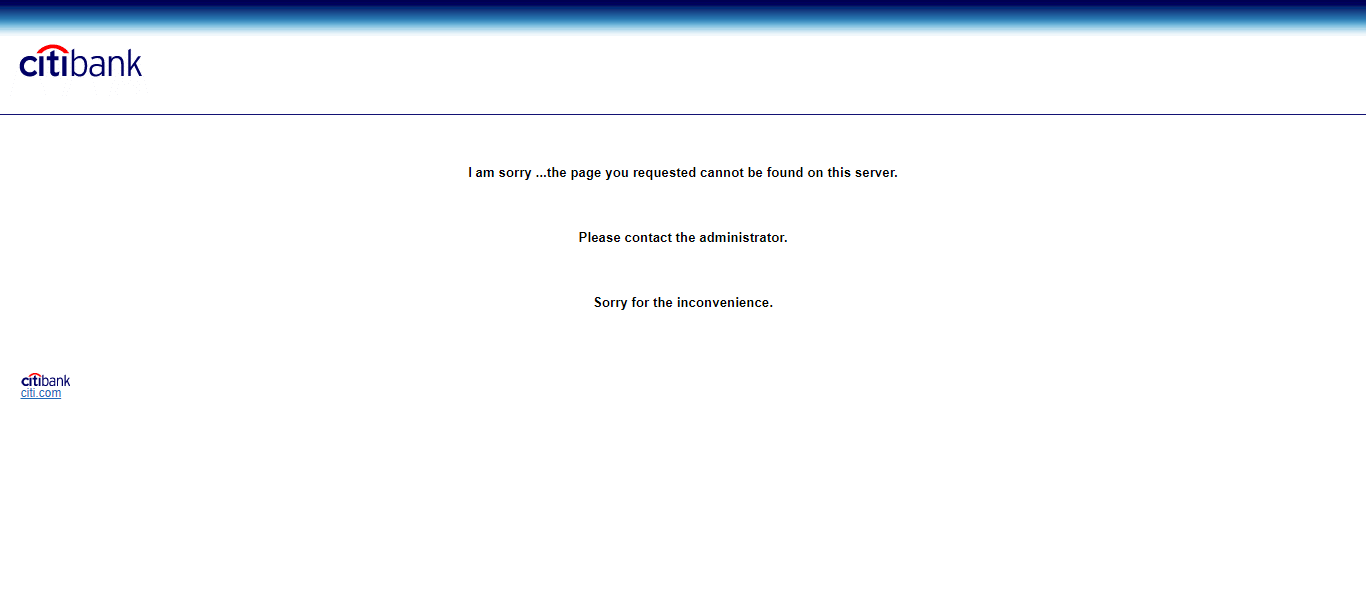 citibank
I am sorry ...the page you requested cannot be found on this server.
Please contact the administrator.
Sorry for the inconvenience.
citibank
citi.com